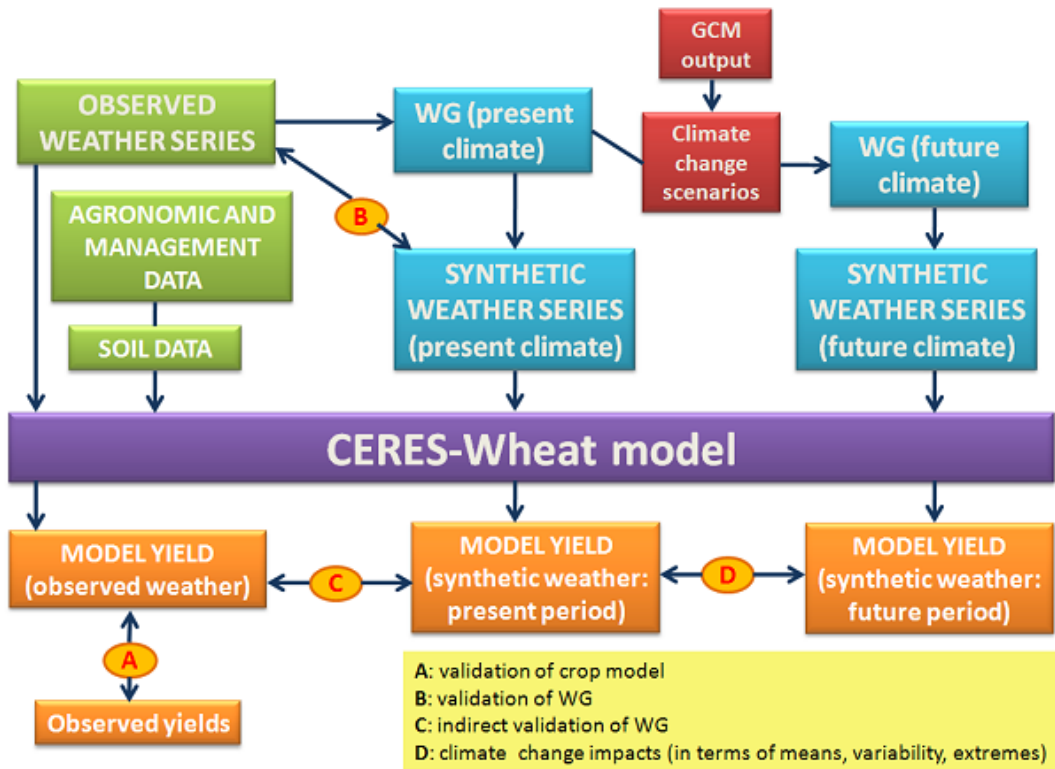 GCM
output
OBSERVED
WEATHER SERIES
WG (present
climate)
Climate
change
scenarios
WG (future
climate)
AGRONOMIC AND
MANAGEMENT
DATA
B
SOIL DATA
SYNTHETIC
WEATHER SERIES
(present climate)
SYNTHETIC
WEATHER SERIES
(future climate)
CERES-Wheat model
MODEL YIELD
(observed weather)
C
MODEL YIELD
(synthetic weather:
present period)
D
MODEL YIELD
(synthetic weather:
future period)
A
Observed yields
A: validation of crop model
B: validation of WG
C: indirect validation of WG
D: climate change impacts (in terms of means, variability, extremes)